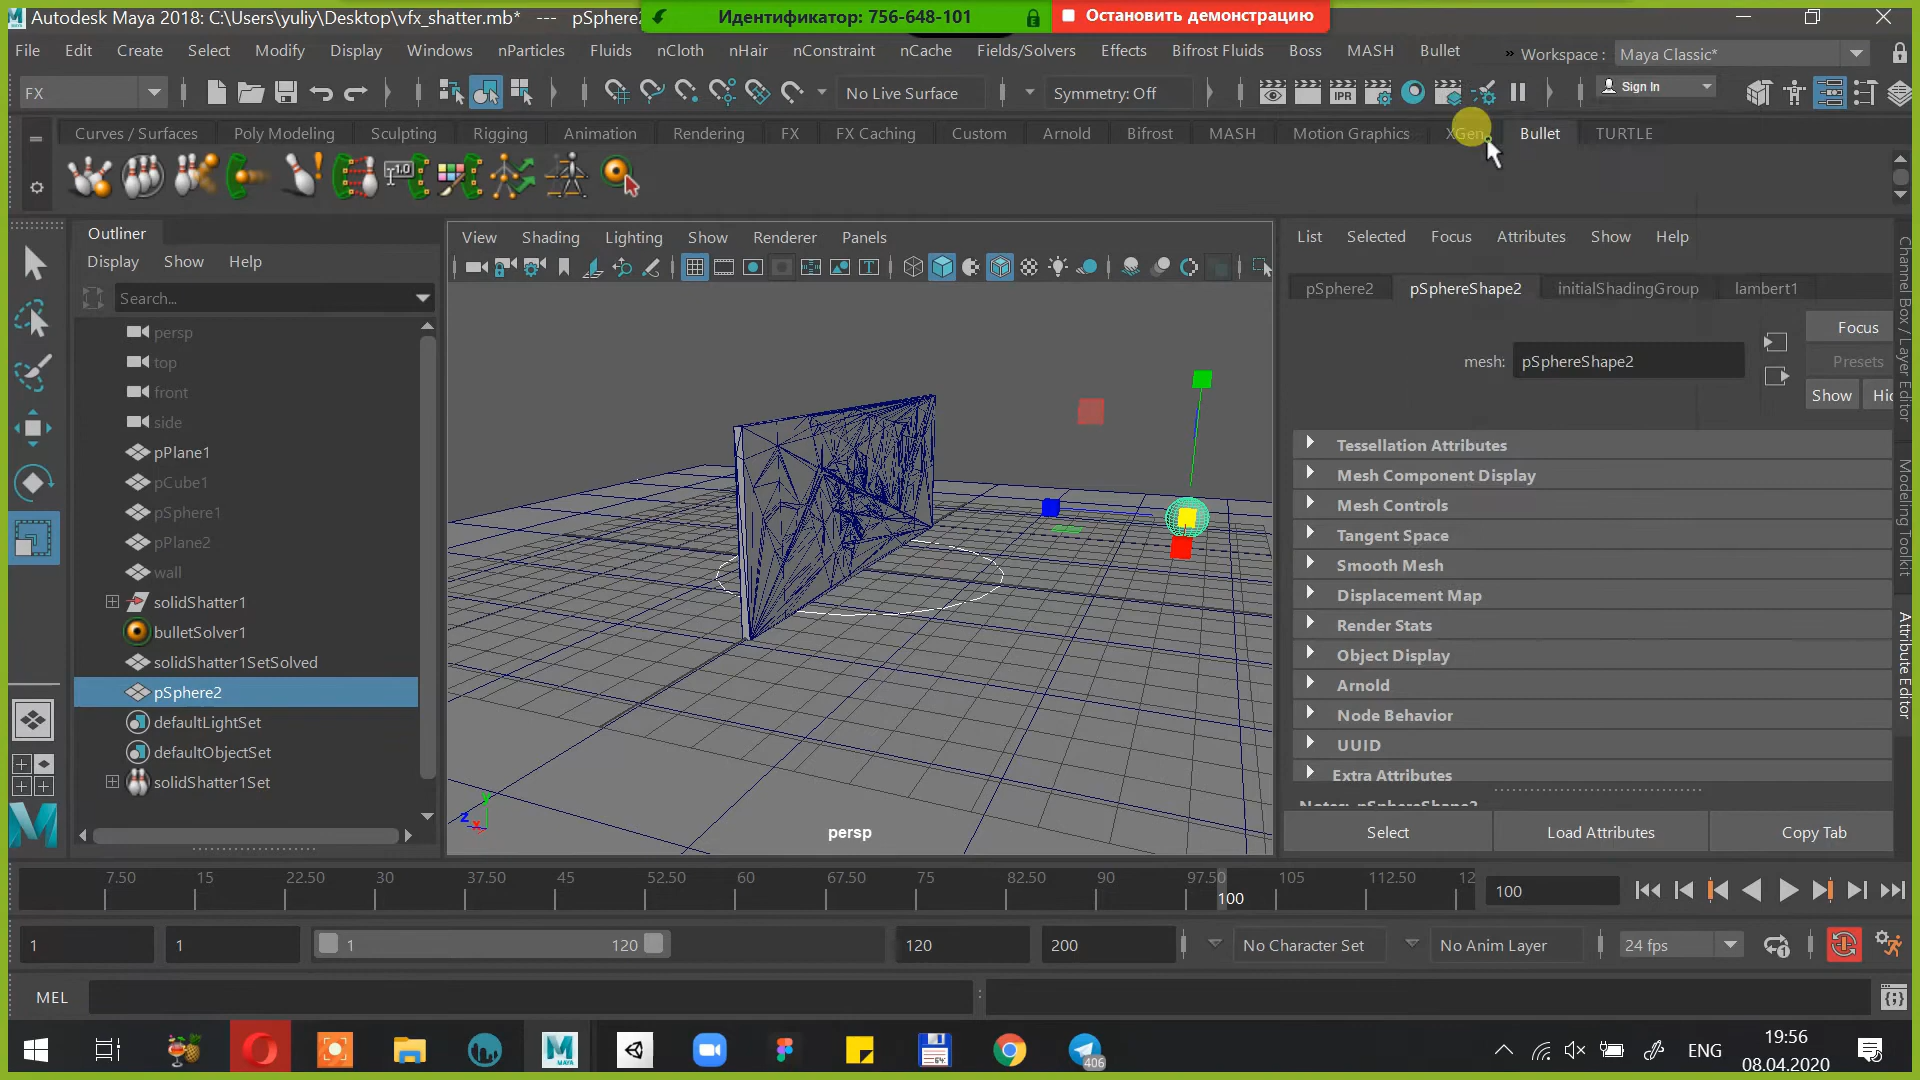 Autodesk Maya 2018: C:\Users\yuliy\Desktop\vfx_shatter.mb* --- pSphere2
Идентификатор: 756-648-101
Остановить демонстрацию
File Edit Create Select Modify Display Windows nParticles Fluids nCloth nHair nConstraint nCache Fields/Solvers Effects Bifrost Fluids Boss MASH Bullet » Workspace : Maya Classic*
FX No Live Surface Symmetry: Off IPR Sign In
Curves / Surfaces Poly Modeling Sculpting Rigging Animation Rendering FX FX Caching Custom Arnold Bifrost MASH Motion Graphics XGen Bullet TURTLE
1.0
Outliner
Display Show Help
Search...
persp
top
front
side
pPlane1
pCube1
pSphere1
pPlane2
wall
solidShatter1
bulletSolver1
solidShatter1SetSolved
pSphere2
defaultLightSet
defaultObjectSet
solidShatter1Set
View Shading Lighting Show Renderer Panels
persp
y
z
x
List Selected Focus Attributes Show Help
pSphere2 pSphereShape2 initialShadingGroup lambert1
Focus
mesh: pSphereShape2
Presets
Show Hid
Tessellation Attributes
Mesh Component Display
Mesh Controls
Tangent Space
Smooth Mesh
Displacement Map
Render Stats
Object Display
Arnold
Node Behavior
UUID
Extra Attributes
Notes: pSphereShape2
Select Load Attributes Copy Tab
Channel Box / Layer Editor
Modeling Toolkit
Attribute Editor
7.50 15 22.50 30 37.50 45 52.50 60 67.50 75 82.50 90 97.50 105 112.50 12
100
100
1 1 1 120 120 200 No Character Set No Anim Layer 24 fps
MEL
406
ENG
19:56
08.04.2020